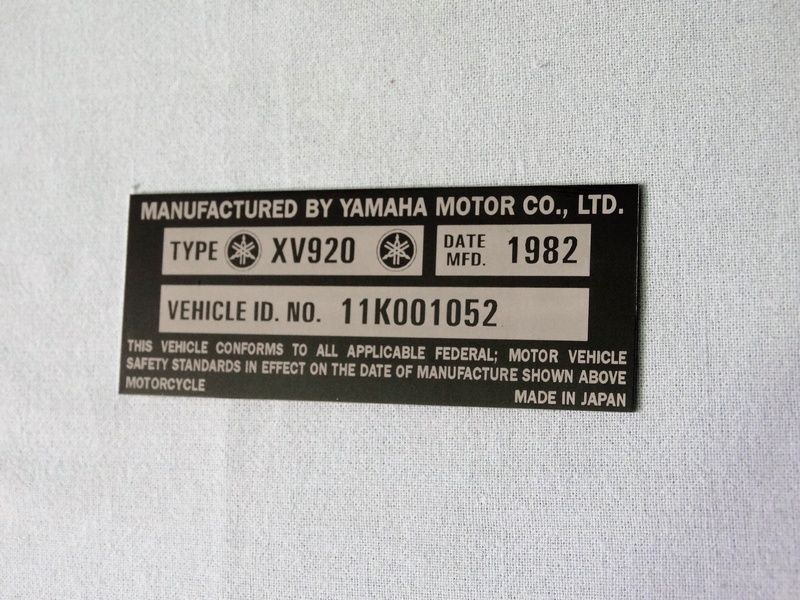 MANUFACTURED BY YAMAHA MOTOR CO., LTD.
TYPE XV920 DATE MFD. 1982
VEHICLE ID. NO. 11K001052
THIS VEHICLE CONFORMS TO ALL APPLICABLE FEDERAL; MOTOR VEHICLE
SAFETY STANDARDS IN EFFECT ON THE DATE OF MANUFACTURE SHOWN ABOVE
MOTORCYCLE MADE IN JAPAN